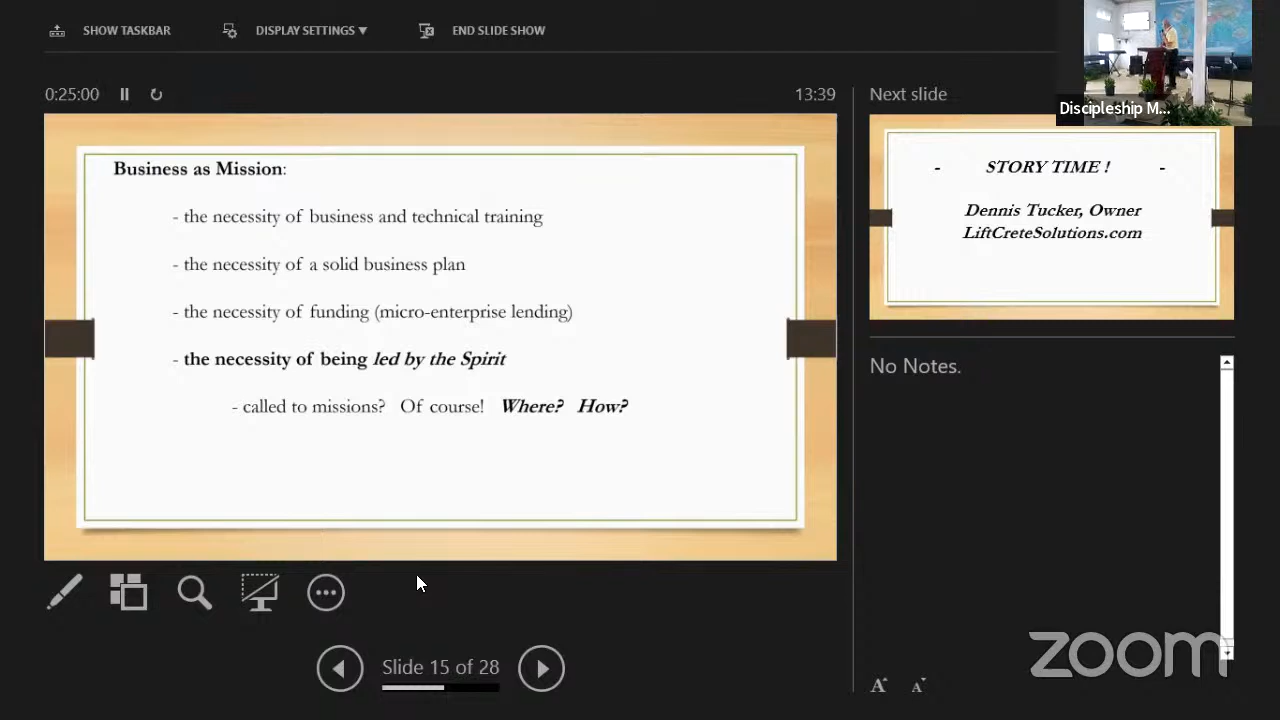 SHOW TASKBAR DISPLAY SETTINGS ▼ END SLIDE SHOW
0:25:00 13:39
Business as Mission:
- the necessity of business and technical training
- the necessity of a solid business plan
- the necessity of funding (micro-enterprise lending)
- the necessity of being led by the Spirit
- called to missions? Of course! Where? How?
Slide 15 of 28
Next slide
Discipleship M...
- STORY TIME ! -
Dennis Tucker, Owner
LiftCreteSolutions.com
No Notes.
A A
zoom